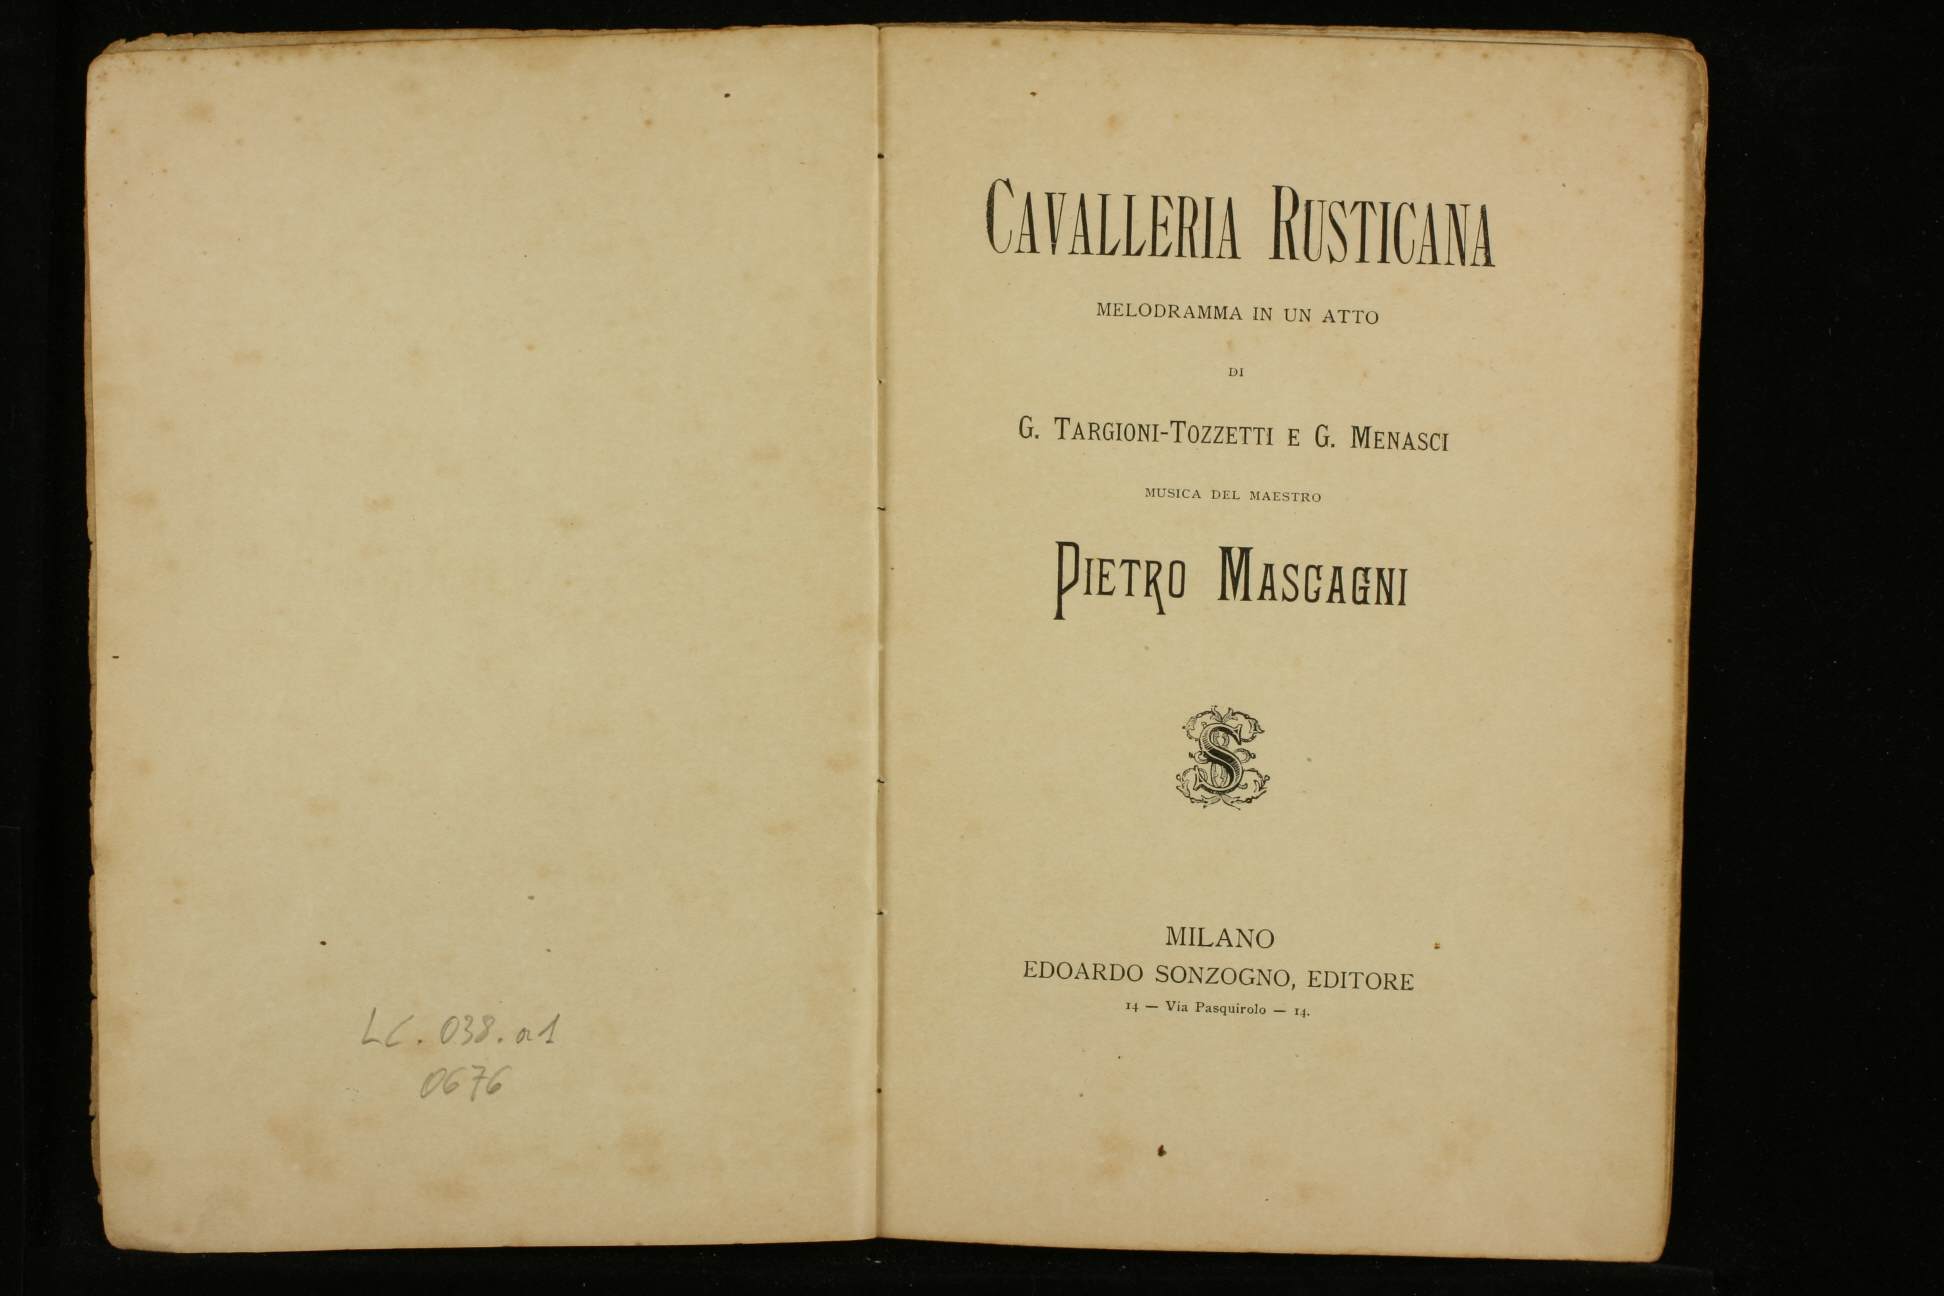 LC. 038. a1
0676
CAVALLERIA RUSTICANA
MELODRAMMA IN UN ATTO
DI
G. TARGIONI-TOZZETTI E G. MENASCI
MUSICA DEL MAESTRO
PIETRO MASCAGNI
MILANO
EDOARDO SONZOGNO, EDITORE
14 — Via Pasquirolo — 14.